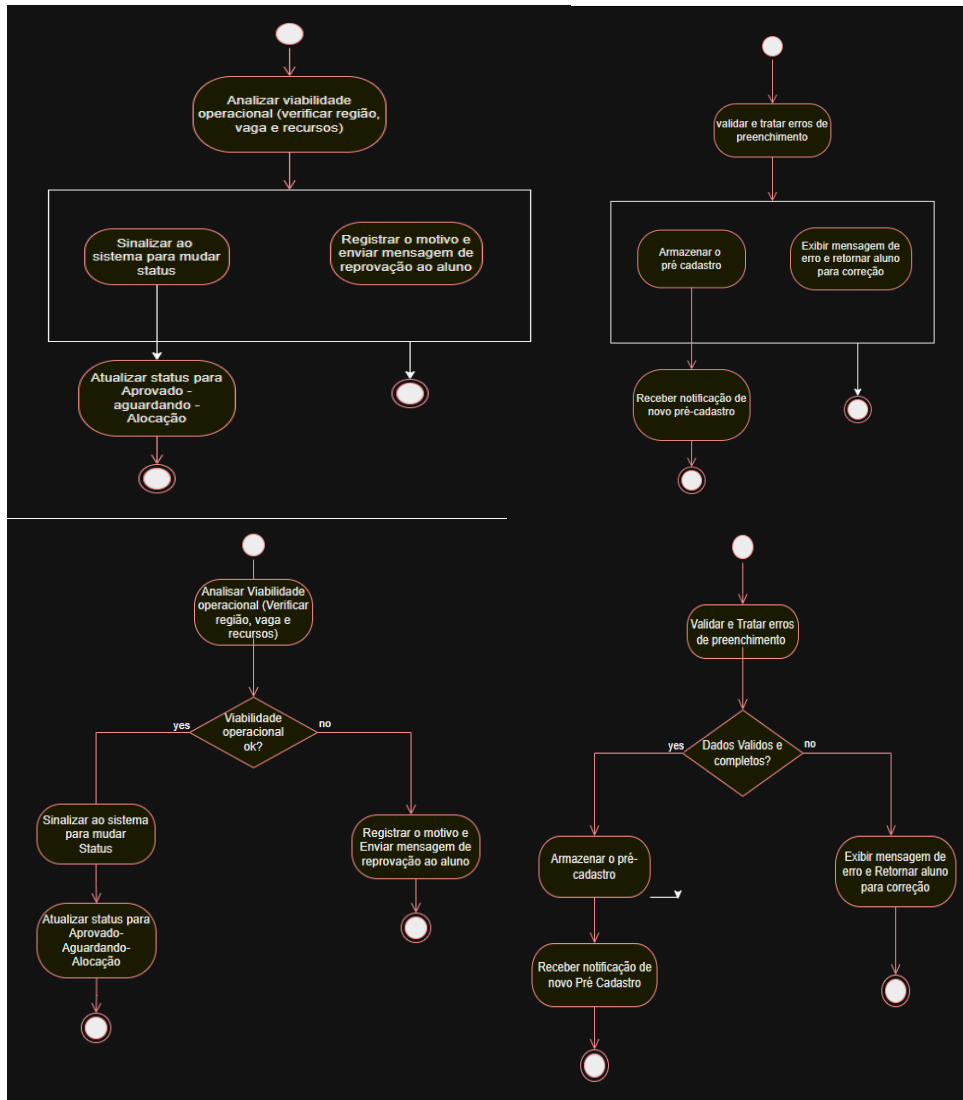 Analizar viabilidade
operacional (verificar região,
vaga e recursos)
Sinalizar ao
sistema para mudar
status
Registrar o motivo e
enviar mensagem de
reprovação ao aluno
Atualizar status para
Aprovado -
aguardando -
Alocação
validar e tratar erros de
preenchimento
Armazenar o
pré cadastro
Exibir mensagem de
erro e retornar aluno
para correção
Receber notificação de
novo pré-cadastro
Analisar Viabilidade
operacional (Verificar
região, vaga e
recursos)
Viabilidade
operacional
ok?
yes
no
Sinalizar ao sistema
para mudar
Status
Registrar o motivo e
Enviar mensagem de
reprovação ao aluno
Atualizar status para
Aprovado-
Aguardando-
Alocação
Validar e Tratar erros
de preenchimento
Dados Validos e
completos?
yes
no
Armazenar o pré-
cadastro
Exibir mensagem de
erro e Retornar aluno
para correção
Receber notificação de
novo Pré Cadastro